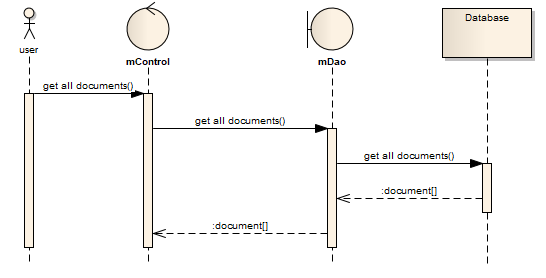 Database
user
mControl
mDao
get all documents()
get all documents()
get all documents()
:document[]
:document[]